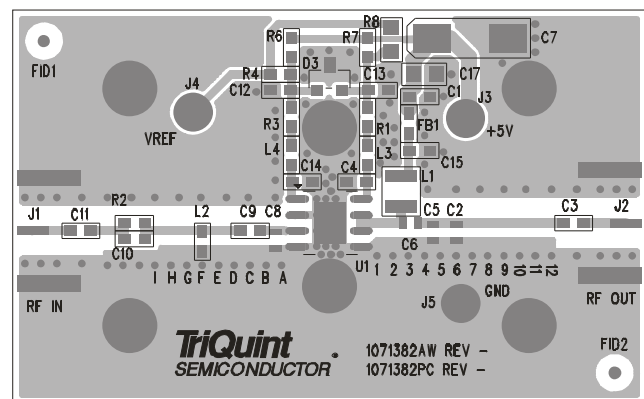 R8
R6
R7
C7
FID1
D3
R4
C13
C17
J4
C12
C1
J3
VREF
R3
R1
FB1
+5V
L4
L3
C15
C14
C4
L1
J1
C11
R2
L2
C9
C8
C5
C2
C3
J2
C10
C6
I H G F E D C B A
U1
1 2 3 4 5 6 7 8 9 10 11 12
RF IN
J5
GND
RF OUT
TriQuint
SEMICONDUCTOR
1071382AW REV -
1071382PC REV -
FID2